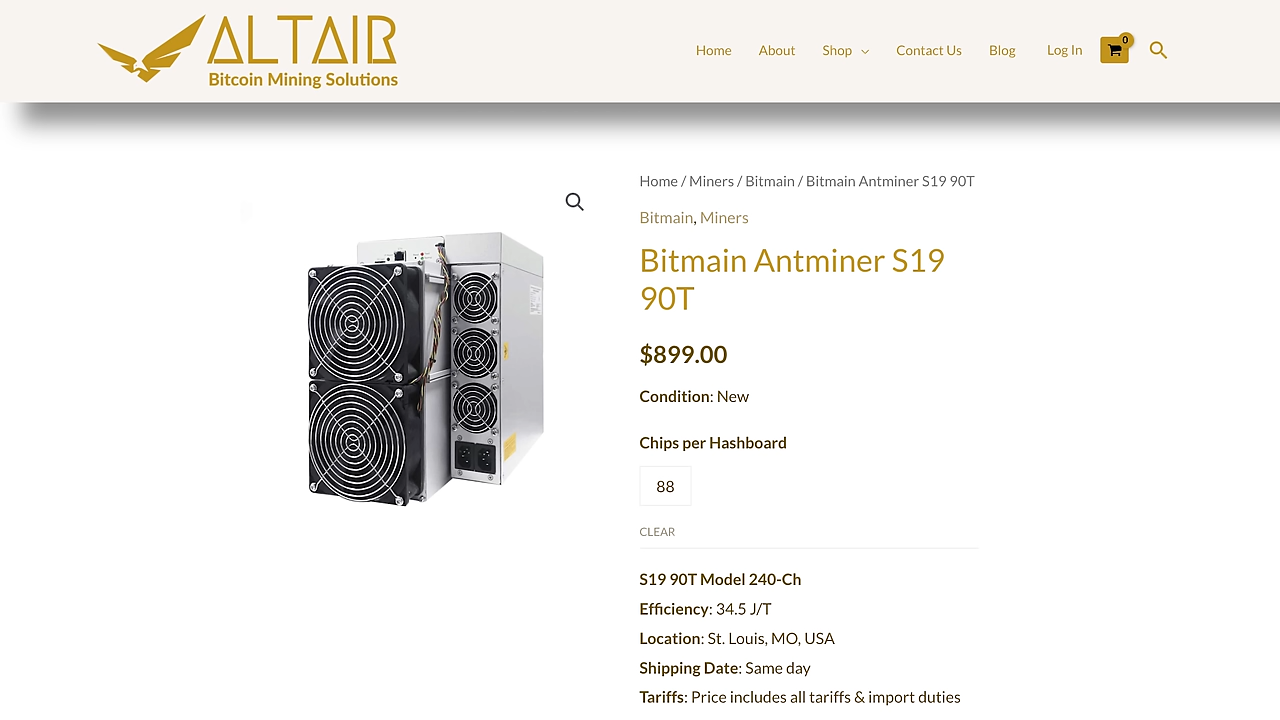 ALTAIR
Bitcoin Mining Solutions
Home
About
Shop
Contact Us
Blog
Log In
0
Home / Miners / Bitmain / Bitmain Antminer S19 90T
Bitmain, Miners
Bitmain Antminer S19
90T
$899.00
Condition: New
Chips per Hashboard
88
CLEAR
S19 90T Model 240-Ch
Efficiency: 34.5 J/T
Location: St. Louis, MO, USA
Shipping Date: Same day
Tariffs: Price includes all tariffs & import duties